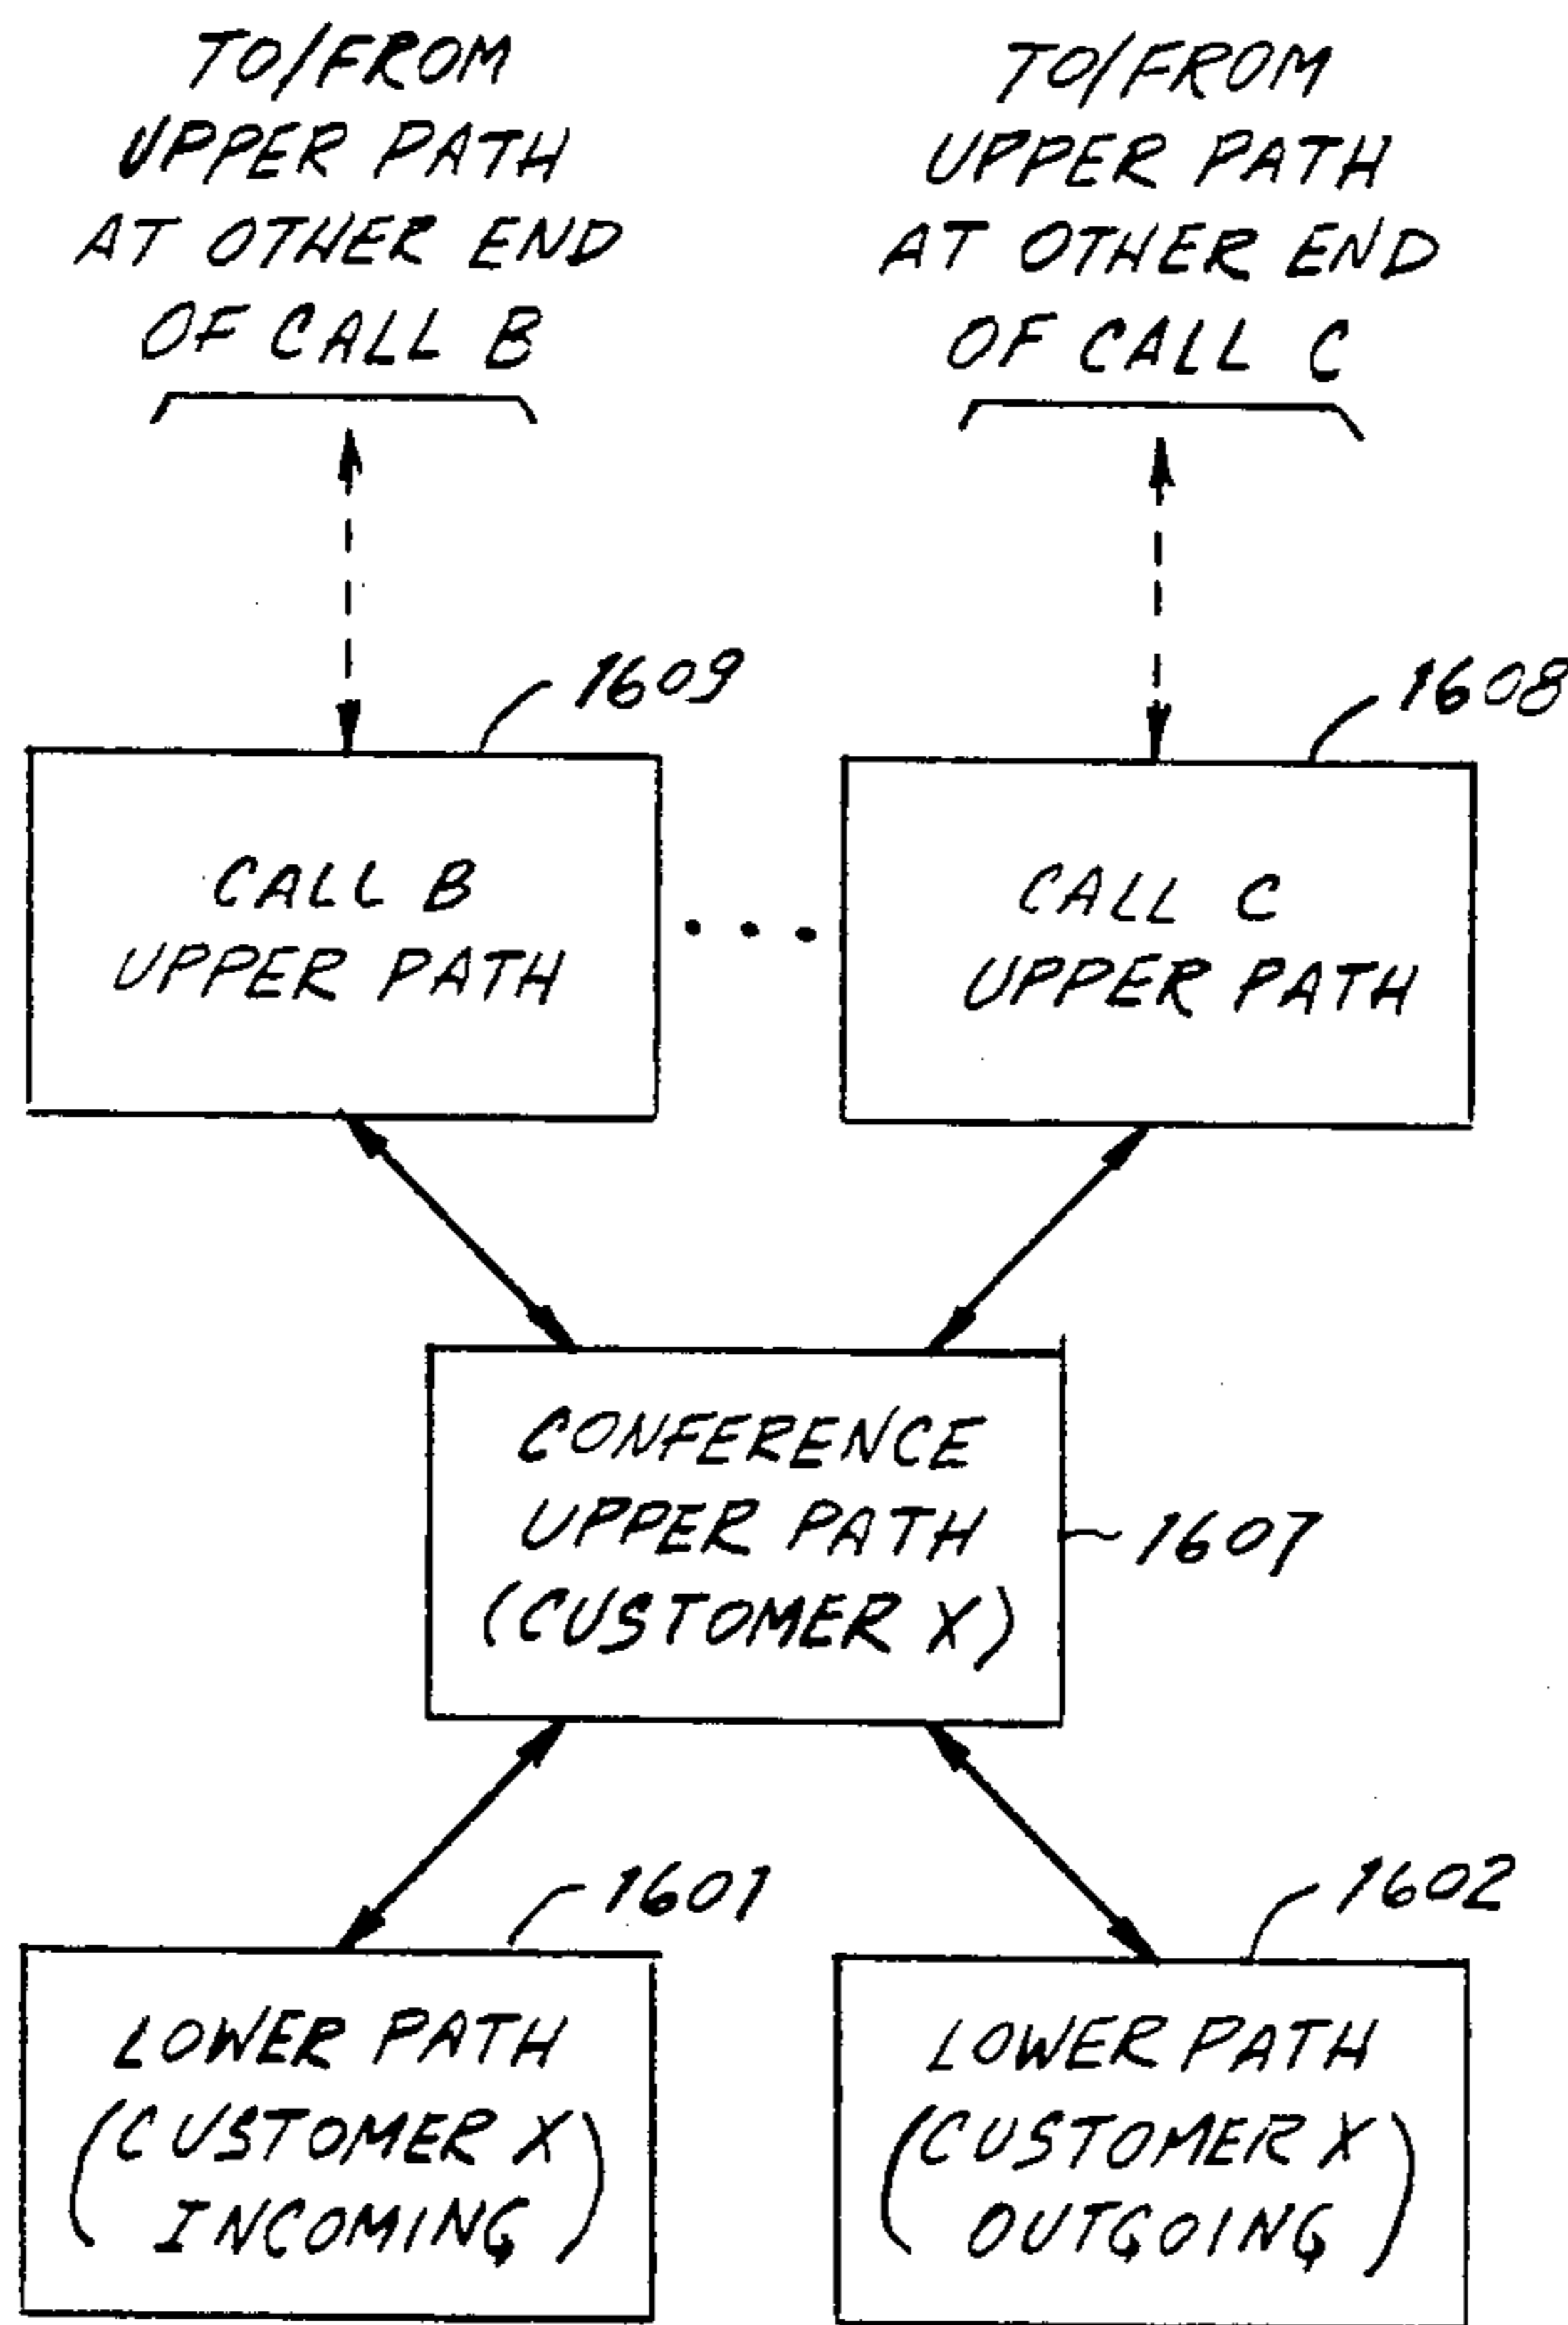 TO/FROM
UPPER PATH
AT OTHER END
OF CALL B
TO/FROM
UPPER PATH
AT OTHER END
OF CALL C
1609
1608
CALL B
UPPER PATH
CALL C
UPPER PATH
CONFERENCE
UPPER PATH
(CUSTOMER X)
1607
1601
1602
LOWER PATH
(CUSTOMER X
INCOMING)
LOWER PATH
(CUSTOMER X
OUTGOING)